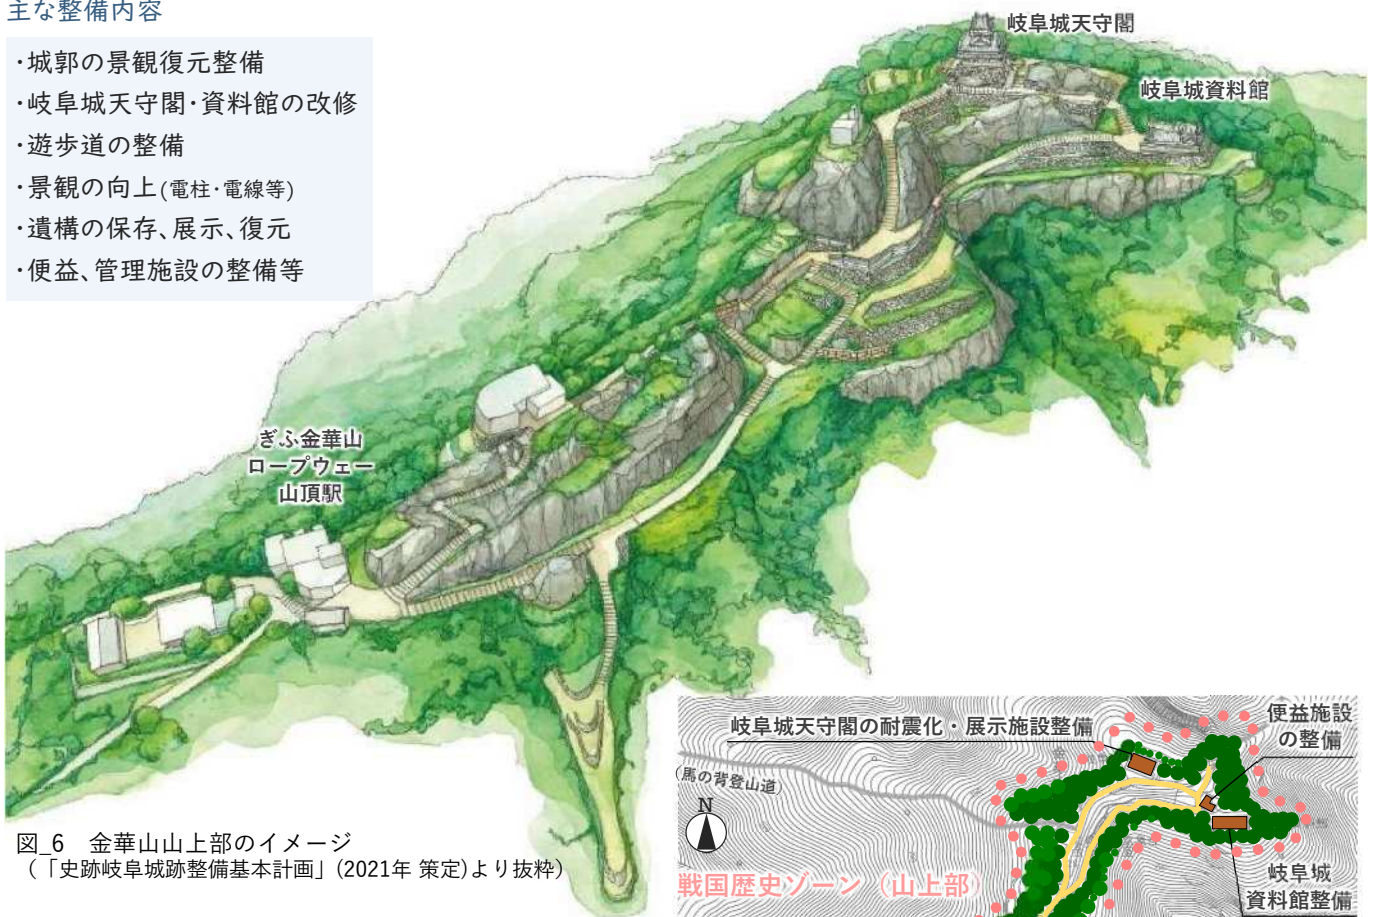 主な整備内容
・城郭の景観復元整備
・岐阜城天守閣・資料館の改修
・遊歩道の整備
・景観の向上(電柱・電線等)
・遺構の保存、展示、復元
・便益、管理施設の整備等
岐阜城天守閣
岐阜城資料館
ぎふ金華山
ロープウェー
山頂駅
図_6 金華山山上部のイメージ
(「史跡岐阜城跡整備基本計画」(2021年 策定)より抜粋)
岐阜城天守閣の耐震化・展示施設整備
便益施設
の整備
(馬の背登山道)
N
戦国歴史ゾーン(山上部)
岐阜城
資料館整備